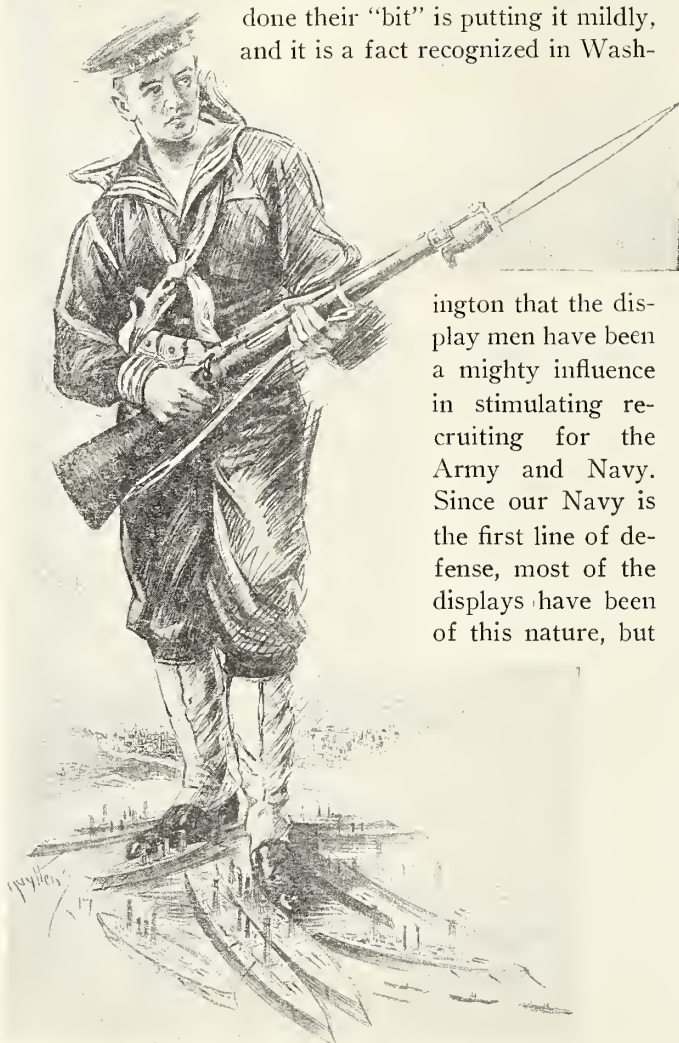 done their “bit” is putting it mildly,
and it is a fact recognized in Wash-
ington that the dis-
play men have been
a mighty influence
in stimulating re-
cruiting for the
Army and Navy.
Since our Navy is
the first line of de-
fense, most of the
displays have been
of this nature, but
17